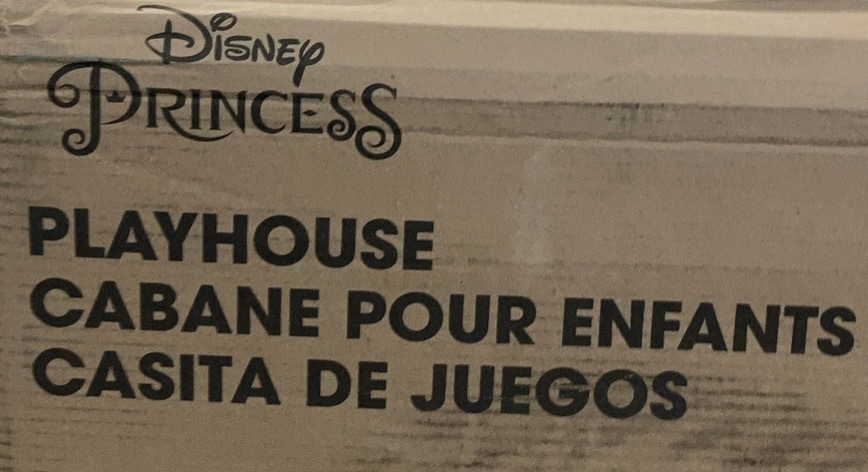 Disney
Princess
PLAYHOUSE
CABANE POUR ENFANTS
CASITA DE JUEGOS